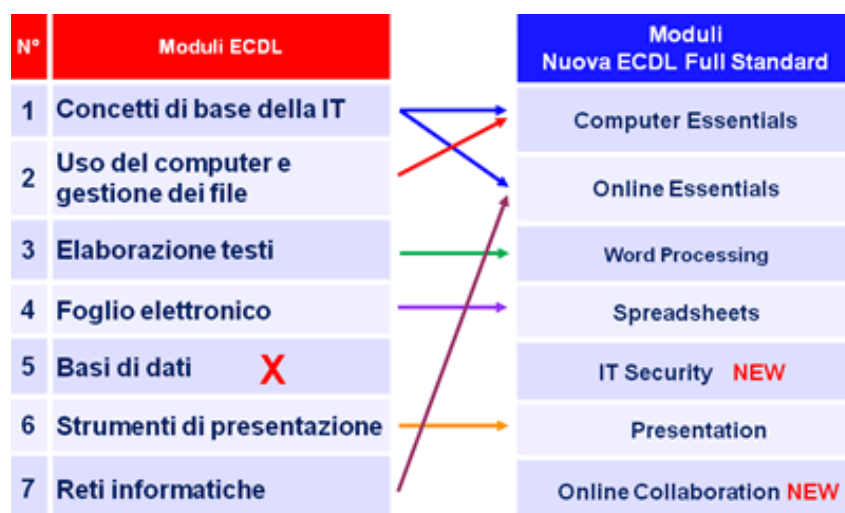 N° Moduli ECDL
Moduli
Nuova ECDL Full Standard
1 Concetti di base della IT
Computer Essentials
2 Uso del computer e
gestione dei file
Online Essentials
3 Elaborazione testi
Word Processing
4 Foglio elettronico
Spreadsheets
5 Basi di dati X
IT Security NEW
6 Strumenti di presentazione
Presentation
7 Reti informatiche
Online Collaboration NEW